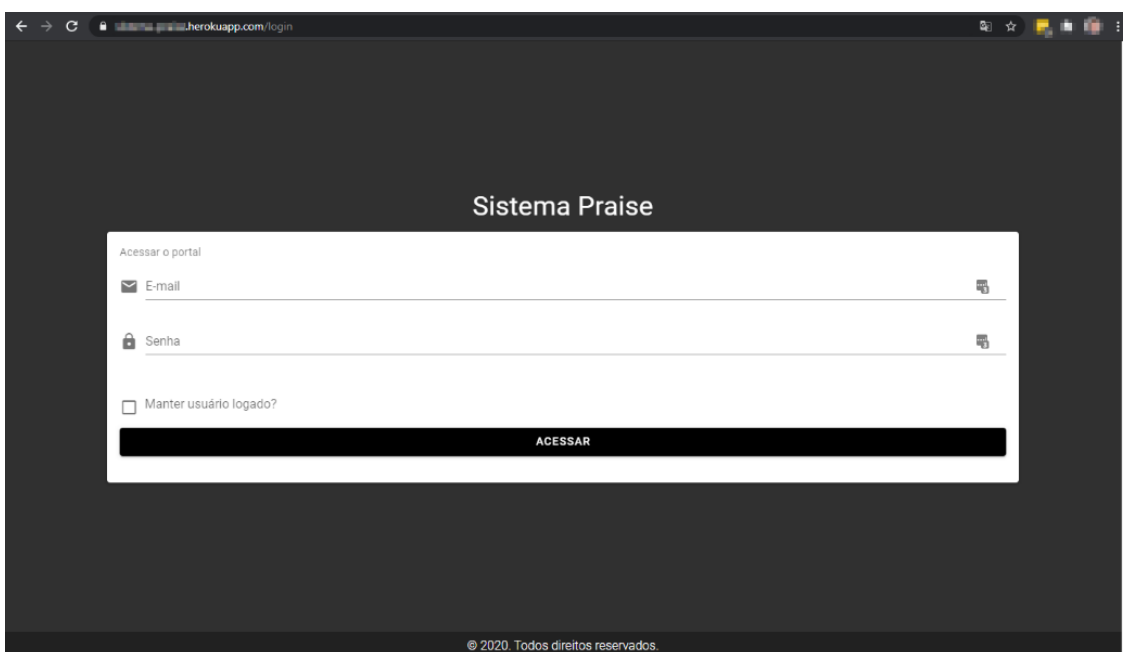 .herokuapp.com/login
Sistema Praise
Acessar o portal
E-mail
Senha
Manter usuário logado?
ACESSAR
© 2020. Todos direitos reservados.